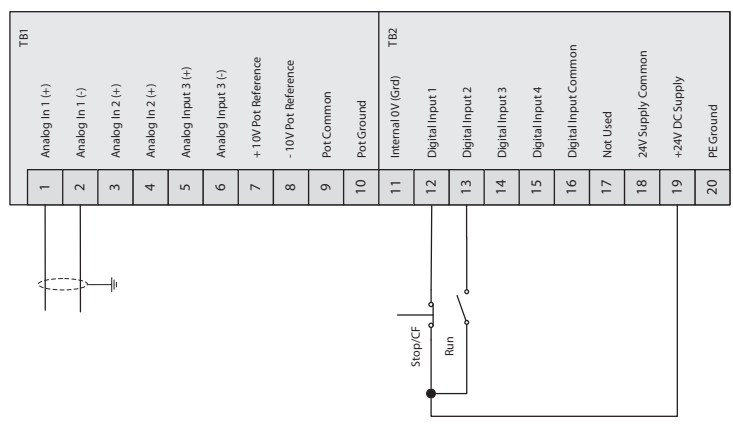 TB1
Analog In 1 (+)
Analog In 1 (-)
Analog In 2 (+)
Analog In 2 (+)
Analog Input 3 (+)
Analog Input 3 (-)
+ 10V Pot Reference
- 10V Pot Reference
Pot Common
Pot Ground
TB2
Internal 0V (Grd)
Digital Input 1
Digital Input 2
Digital Input 3
Digital Input 4
Digital Input Common
Not Used
24V Supply Common
+24V DC Supply
PE Ground
1
2
3
4
5
6
7
8
9
10
11
12
13
14
15
16
17
18
19
20
Stop/CF
Run